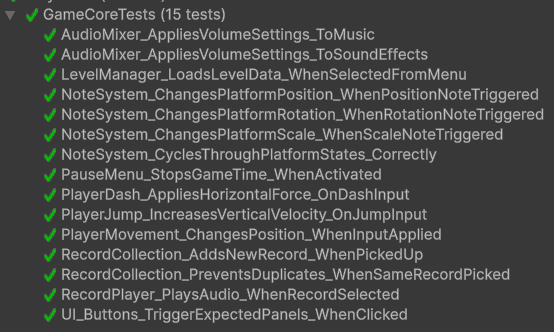 GameCoreTests (15 tests)
AudioMixer_AppliesVolumeSettings_ToMusic
AudioMixer_AppliesVolumeSettings_ToSoundEffects
LevelManager_LoadsLevelData_WhenSelectedFromMenu
NoteSystem_ChangesPlatformPosition_WhenPositionNoteTriggered
NoteSystem_ChangesPlatformRotation_WhenRotationNoteTriggered
NoteSystem_ChangesPlatformScale_WhenScaleNoteTriggered
NoteSystem_CyclesThroughPlatformStates_Correctly
PauseMenu_StopsGameTime_WhenActivated
PlayerDash_AppliesHorizontalForce_OnDashInput
PlayerJump_IncreasesVerticalVelocity_OnJumpInput
PlayerMovement_ChangesPosition_WhenInputApplied
RecordCollection_AddsNewRecord_WhenPickedUp
RecordCollection_PreventsDuplicates_WhenSameRecordPicked
RecordPlayer_PlaysAudio_WhenRecordSelected
UI_Buttons_TriggerExpectedPanels_WhenClicked